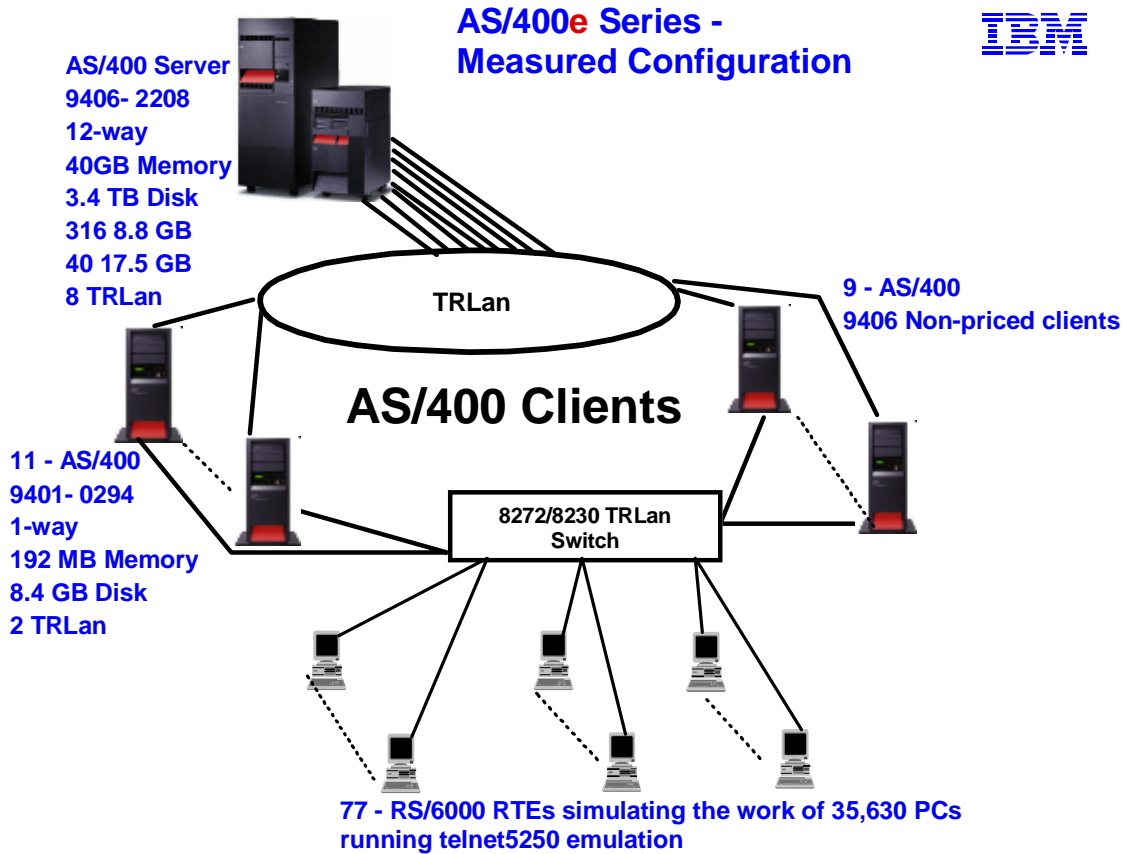 AS/400e Series -
Measured Configuration
IBM
AS/400 Server
9406- 2208
12-way
40GB Memory
3.4 TB Disk
316 8.8 GB
40 17.5 GB
8 TRLan
TRLan
9 - AS/400
9406 Non-priced clients
AS/400 Clients
11 - AS/400
9401- 0294
1-way
192 MB Memory
8.4 GB Disk
2 TRLan
8272/8230 TRLan
Switch
77 - RS/6000 RTEs simulating the work of 35,630 PCs
running telnet5250 emulation